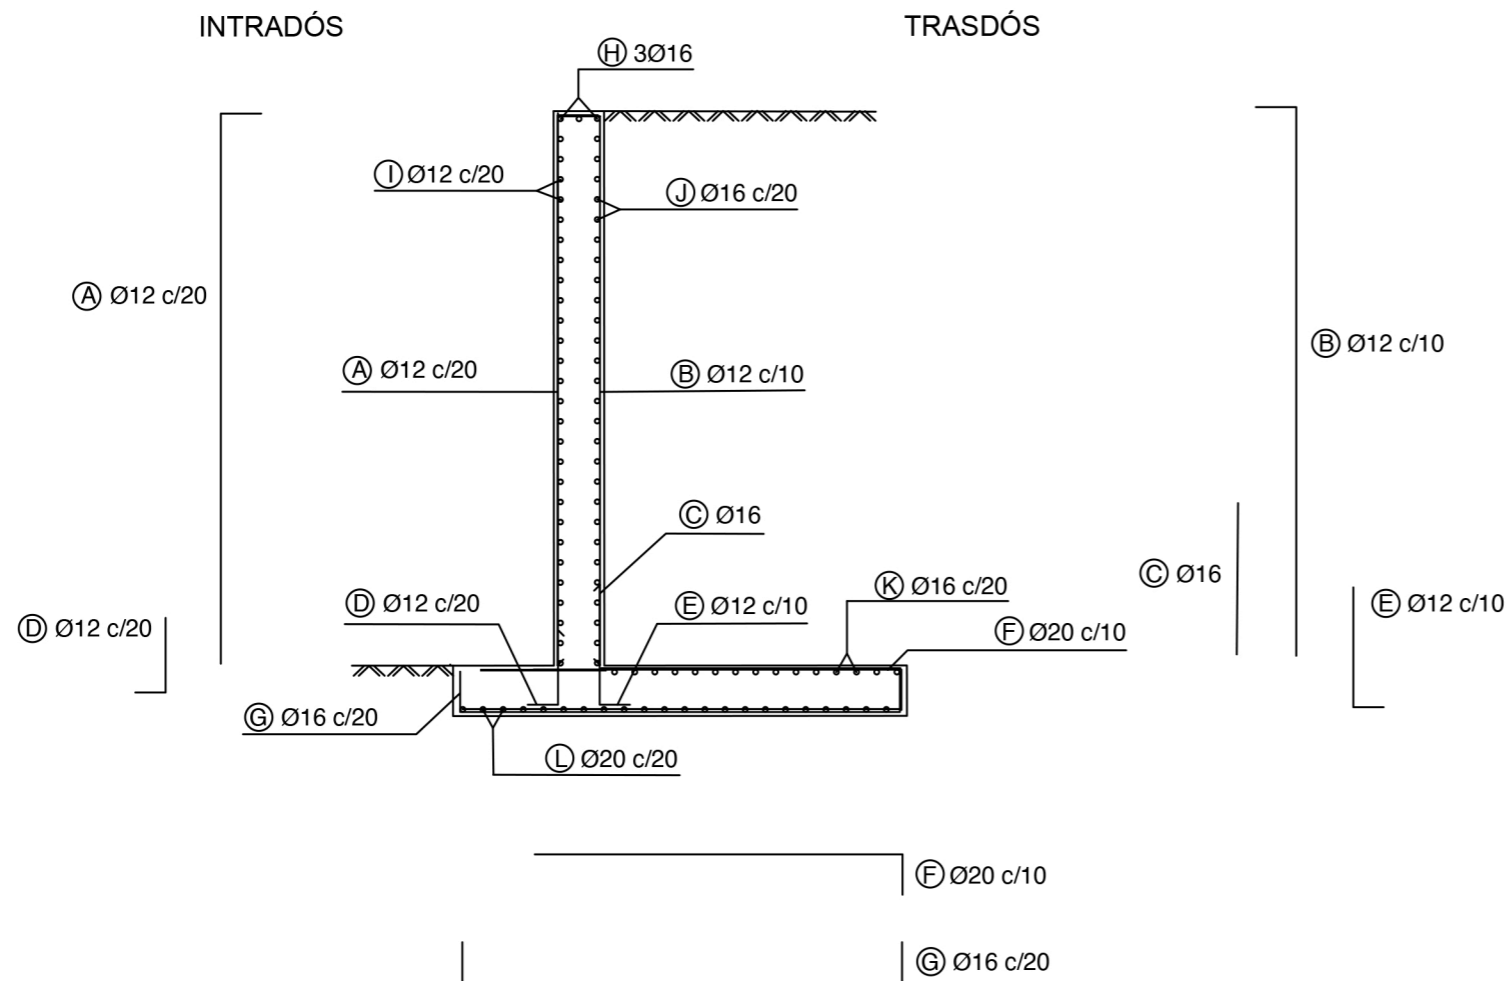 INTRADÓS
TRASDÓS
Ⓗ 3Ø16
Ⓘ Ø12 c/20
Ⓙ Ø16 c/20
Ⓐ Ø12 c/20
Ⓑ Ø12 c/10
Ⓐ Ø12 c/20
Ⓑ Ø12 c/10
Ⓒ Ø16
Ⓒ Ø16
Ⓚ Ø16 c/20
Ⓓ Ø12 c/20
Ⓔ Ø12 c/10
Ⓔ Ø12 c/10
Ⓓ Ø12 c/20
Ⓕ Ø20 c/10
Ⓖ Ø16 c/20
Ⓛ Ø20 c/20
Ⓕ Ø20 c/10
Ⓖ Ø16 c/20